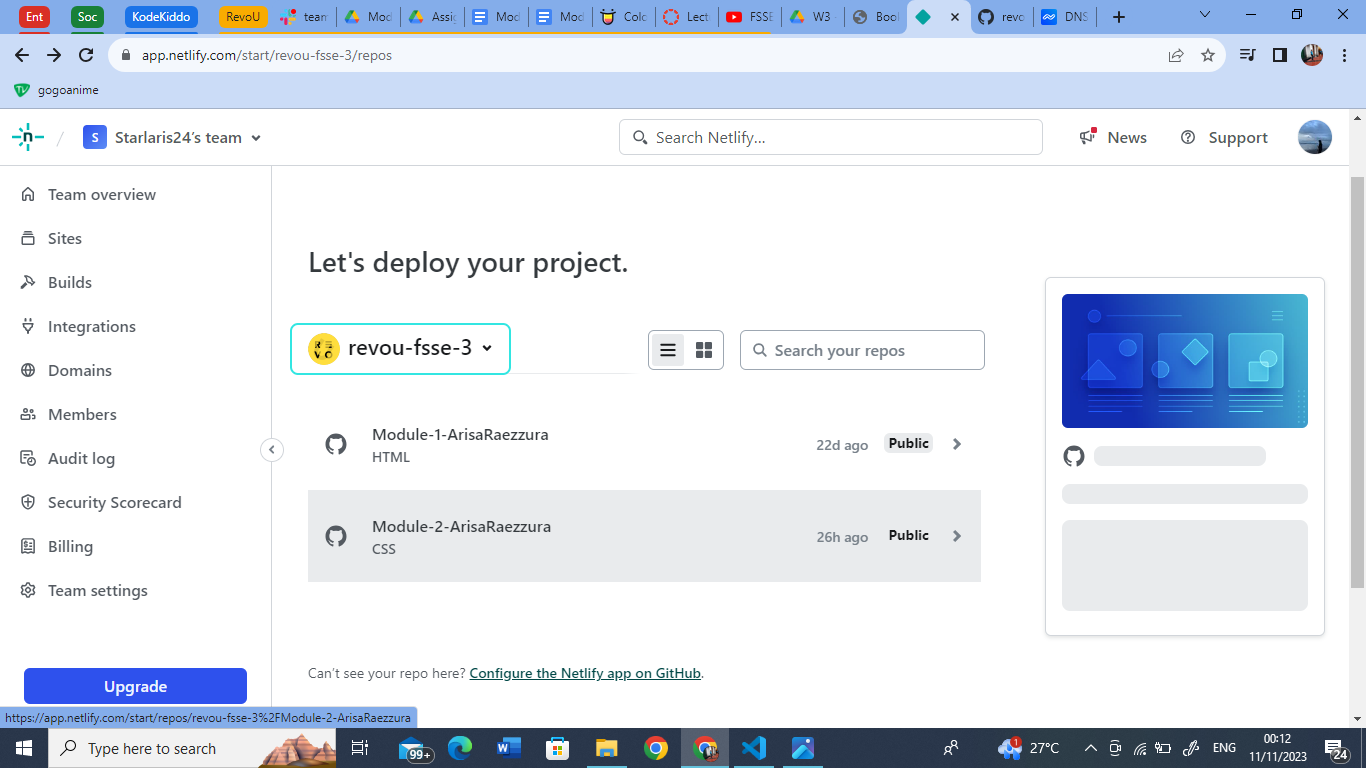 Ent
Soc
KodeKiddo
RevoU
team
Mod
Assig
Mod
Mod
Colo
Lect
FSSE
W3 -
Bool
revo
DNS
app.netlify.com/start/revou-fsse-3/repos
gogoanime
n
S
Starlaris24's team
Search Netlify...
News
Support
Team overview
Sites
Builds
Integrations
Domains
Members
Audit log
Security Scorecard
Billing
Team settings
Upgrade
Let's deploy your project.
revou-fsse-3
Search your repos
Module-1-ArisaRaezzura
HTML
22d ago
Public
Module-2-ArisaRaezzura
CSS
26h ago
Public
Can't see your repo here? Configure the Netlify app on GitHub.
https://app.netlify.com/start/repos/revou-fsse-3%2FModule-2-ArisaRaezzura
Type here to search
99+
1
27°C
ENG
00:12
11/11/2023
24